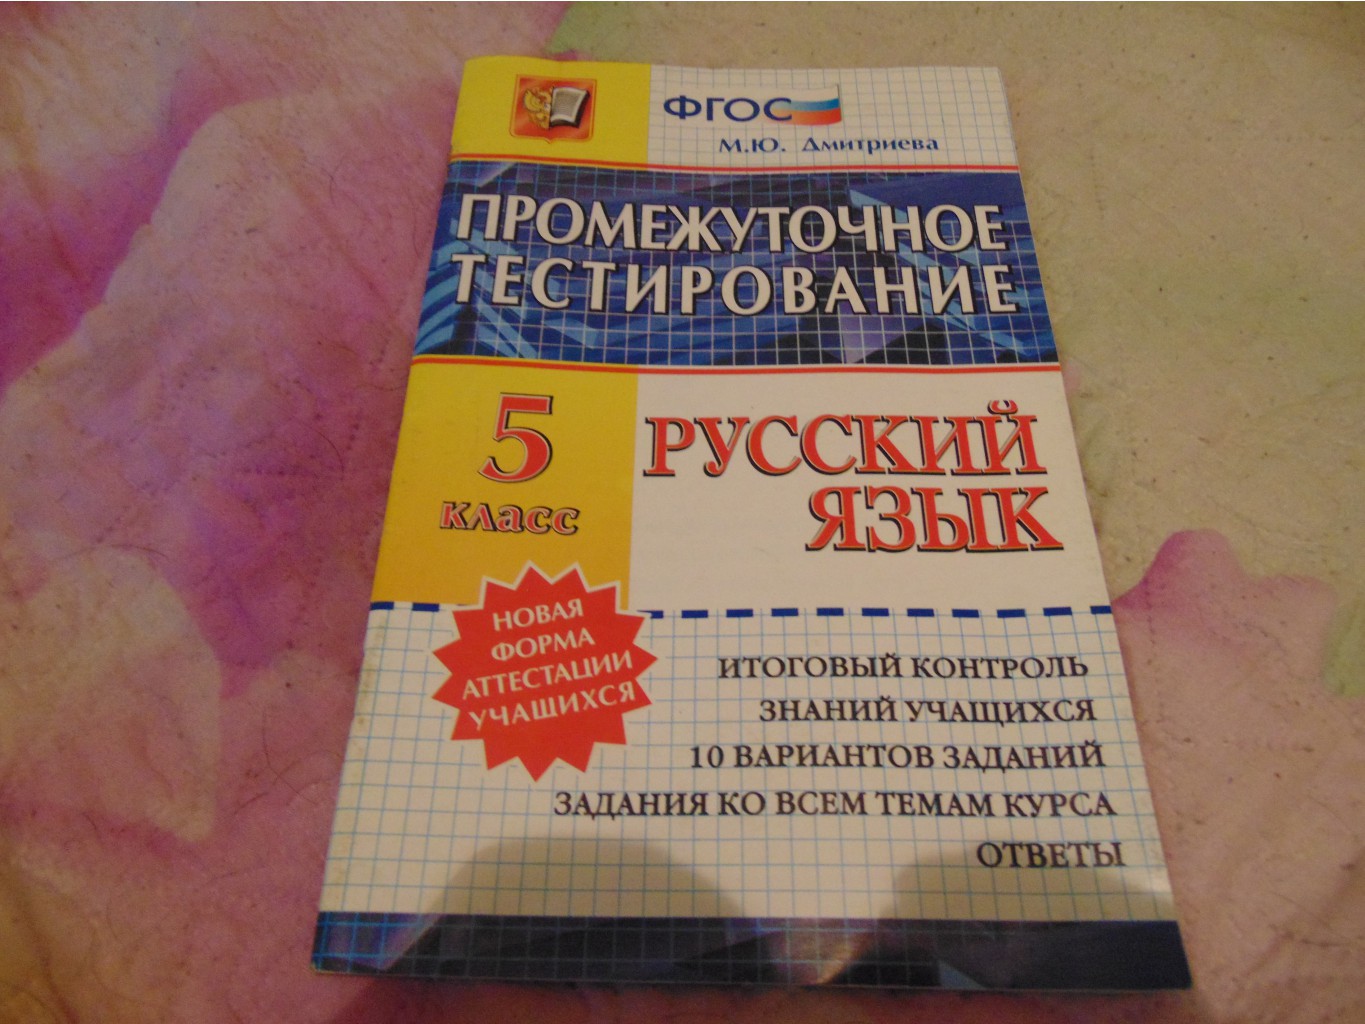 ФГОС
М.Ю. Дмитриева
ПРОМЕЖУТОЧНОЕ
ТЕСТИРОВАНИЕ
5
класс
РУССКИЙ
ЯЗЫК
НОВАЯ
ФОРМА
АТТЕСТАЦИИ
УЧАЩИХСЯ
ИТОГОВЫЙ КОНТРОЛЬ
ЗНАНИЙ УЧАЩИХСЯ
10 ВАРИАНТОВ ЗАДАНИЙ
ЗАДАНИЯ КО ВСЕМ ТЕМАМ КУРСА
ОТВЕТЫ